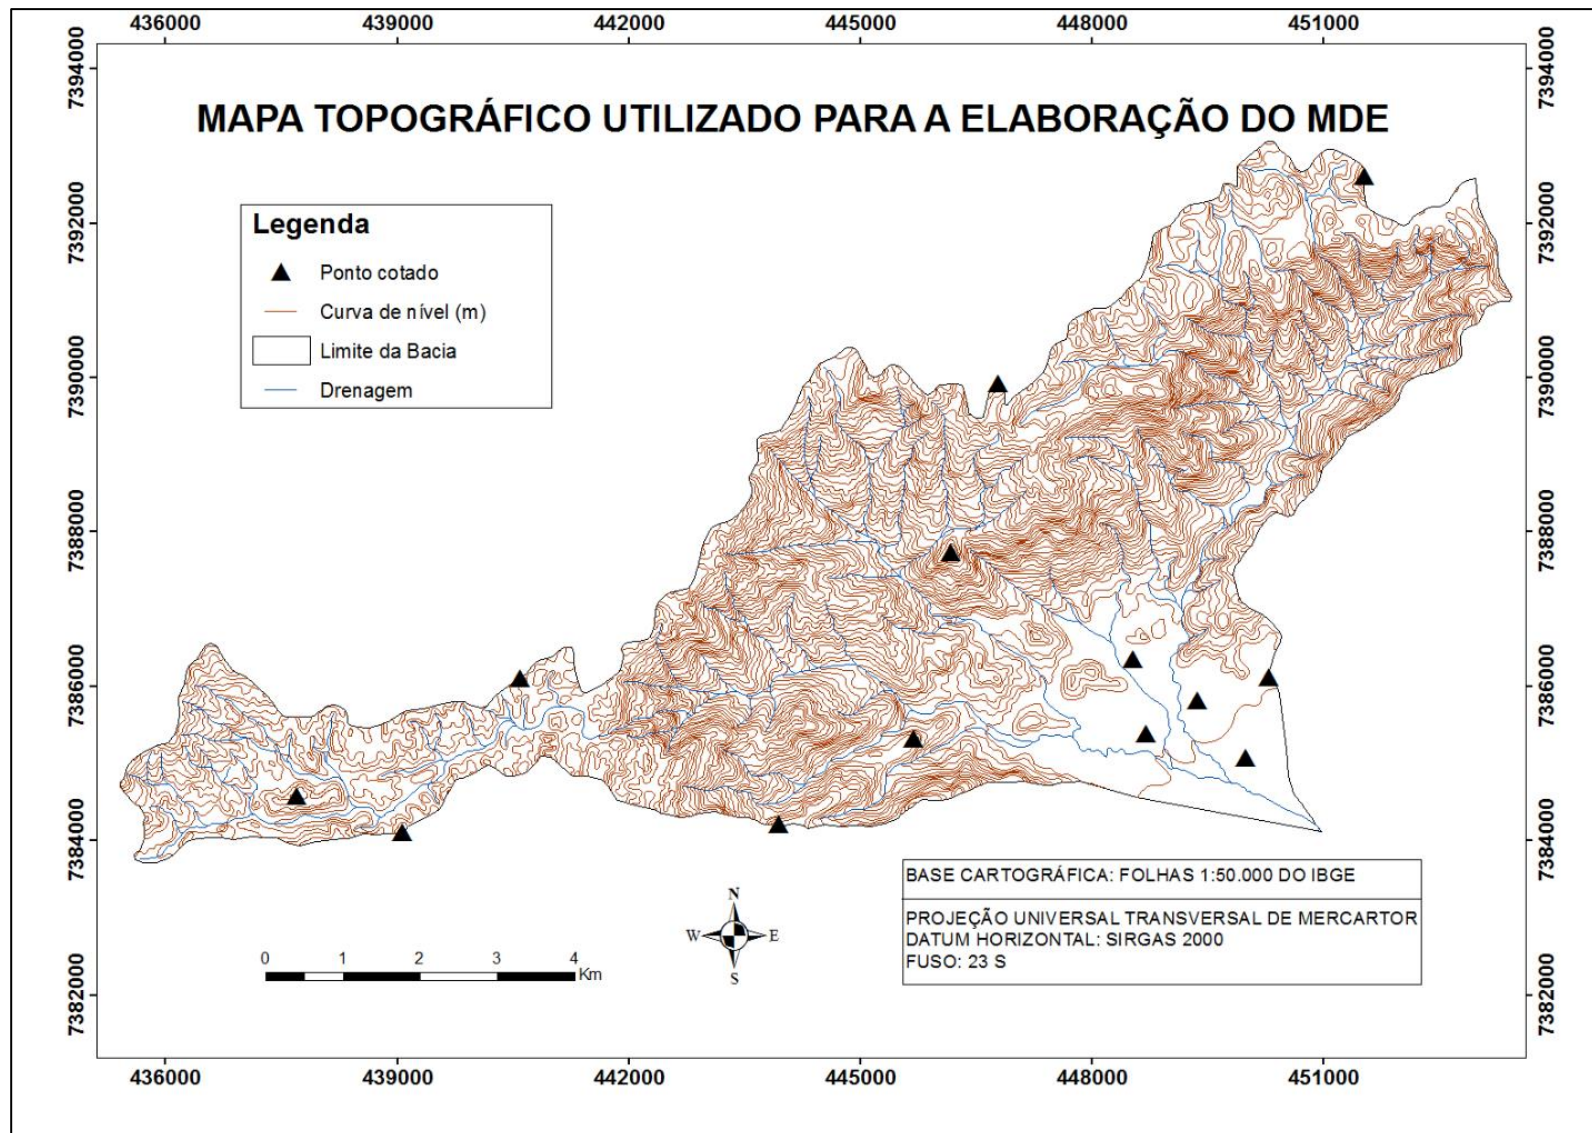 436000 439000 442000 445000 448000 451000
7394000 7394000
MAPA TOPOGRÁFICO UTILIZADO PARA A ELABORAÇÃO DO MDE
7392000 7392000
Legenda
Ponto cotado
Curva de nível (m)
Limite da Bacia
Drenagem
7390000 7390000
7388000 7388000
7386000 7386000
7384000 7384000
BASE CARTOGRÁFICA: FOLHAS 1:50.000 DO IBGE
PROJEÇÃO UNIVERSAL TRANSVERSAL DE MERCARTOR
DATUM HORIZONTAL: SIRGAS 2000
FUSO: 23 S
N
W E
S
0 1 2 3 4
Km
7382000 7382000
436000 439000 442000 445000 448000 451000